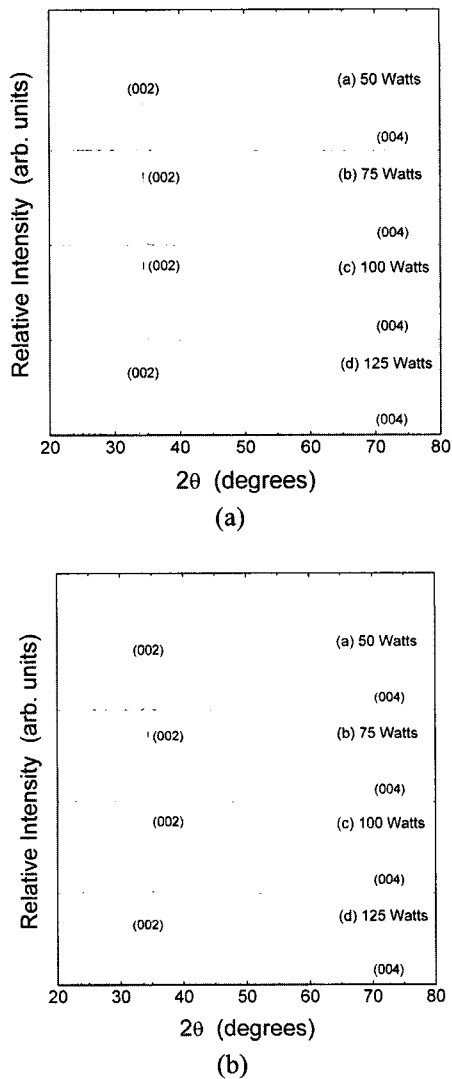 Relative Intensity (arb. units)
(002)
(a) 50 Watts
(004)
(002)
(b) 75 Watts
(004)
(002)
(c) 100 Watts
(004)
(002)
(d) 125 Watts
(004)
20 30 40 50 60 70 80
2θ (degrees)
(a)
Relative Intensity (arb. units)
(002)
(a) 50 Watts
(004)
(002)
(b) 75 Watts
(004)
(002)
(c) 100 Watts
(004)
(002)
(d) 125 Watts
(004)
20 30 40 50 60 70 80
2θ (degrees)
(b)